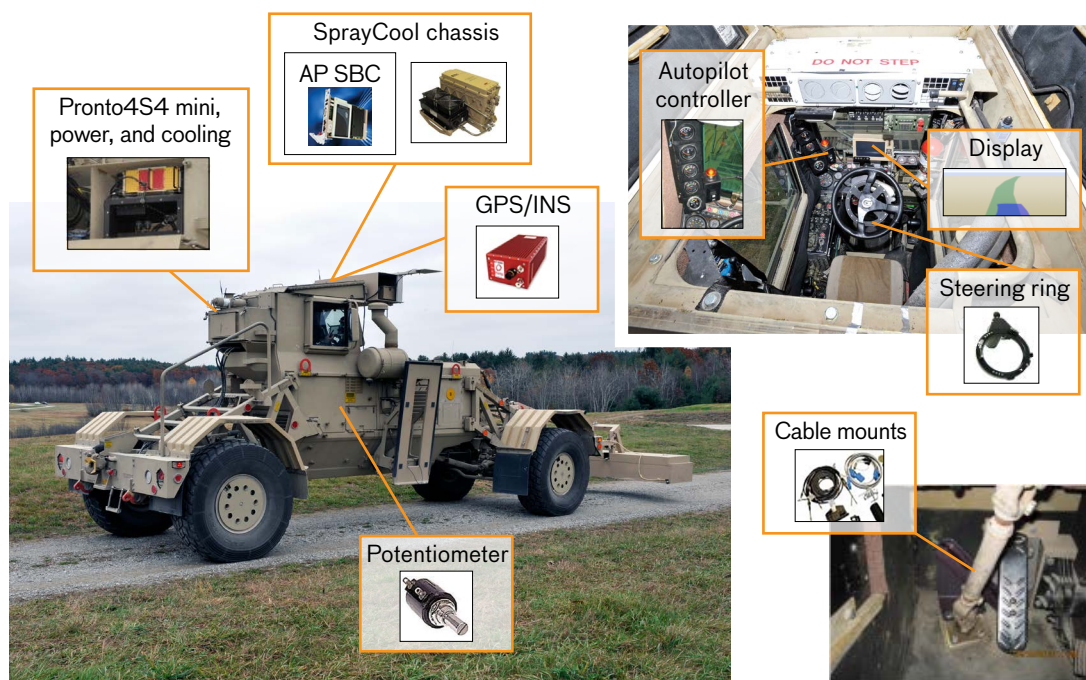 SprayCool chassis
AP SBC
Pronto4S4 mini,
power, and cooling
GPS/INS
Potentiometer
DO NOT STEP
Autopilot
controller
Display
Steering ring
Cable mounts